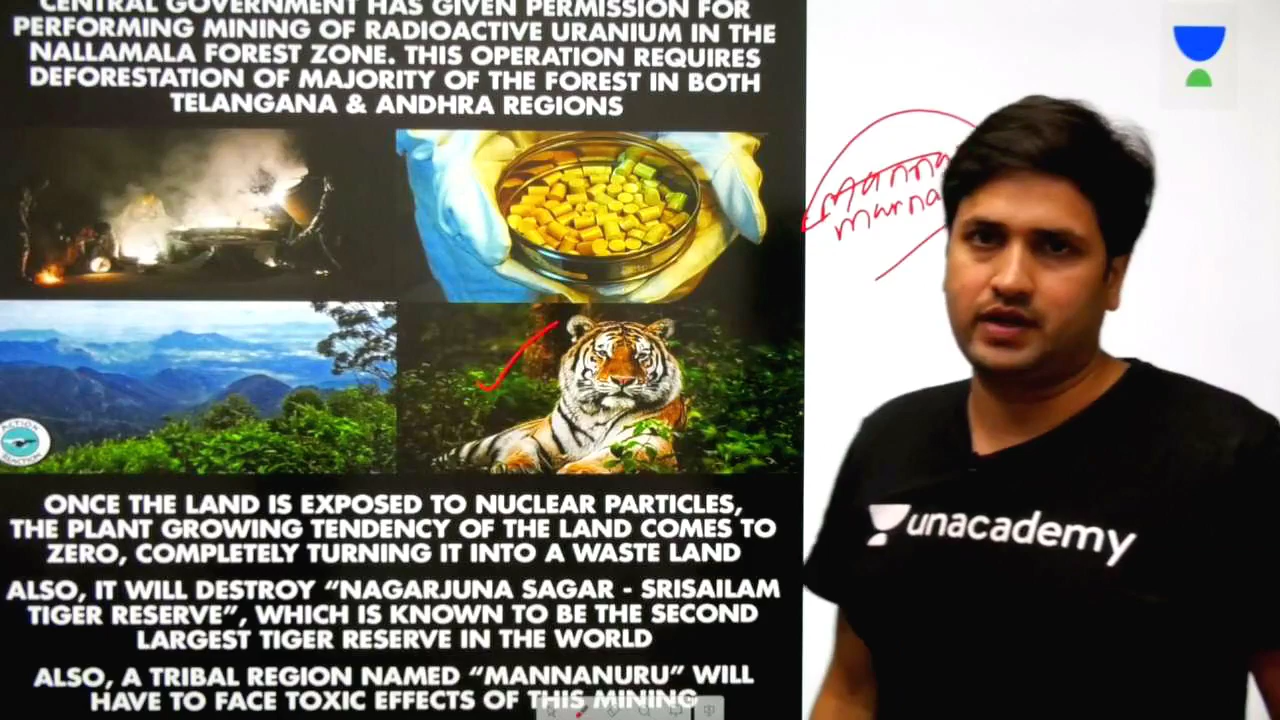 CENTRAL GOVERNMENT HAS GIVEN PERMISSION FOR
PERFORMING MINING OF RADIOACTIVE URANIUM IN THE
NALLAMALA FOREST ZONE. THIS OPERATION REQUIRES
DEFORESTATION OF MAJORITY OF THE FOREST IN BOTH
TELANGANA & ANDHRA REGIONS
ACTION
ONCE THE LAND IS EXPOSED TO NUCLEAR PARTICLES,
THE PLANT GROWING TENDENCY OF THE LAND COMES TO
ZERO, COMPLETELY TURNING IT INTO A WASTE LAND
ALSO, IT WILL DESTROY “NAGARJUNA SAGAR - SRISAILAM
TIGER RESERVE”, WHICH IS KNOWN TO BE THE SECOND
LARGEST TIGER RESERVE IN THE WORLD
ALSO, A TRIBAL REGION NAMED “MANNANURU” WILL
HAVE TO FACE TOXIC EFFECTS OF THIS MINING
unacademy